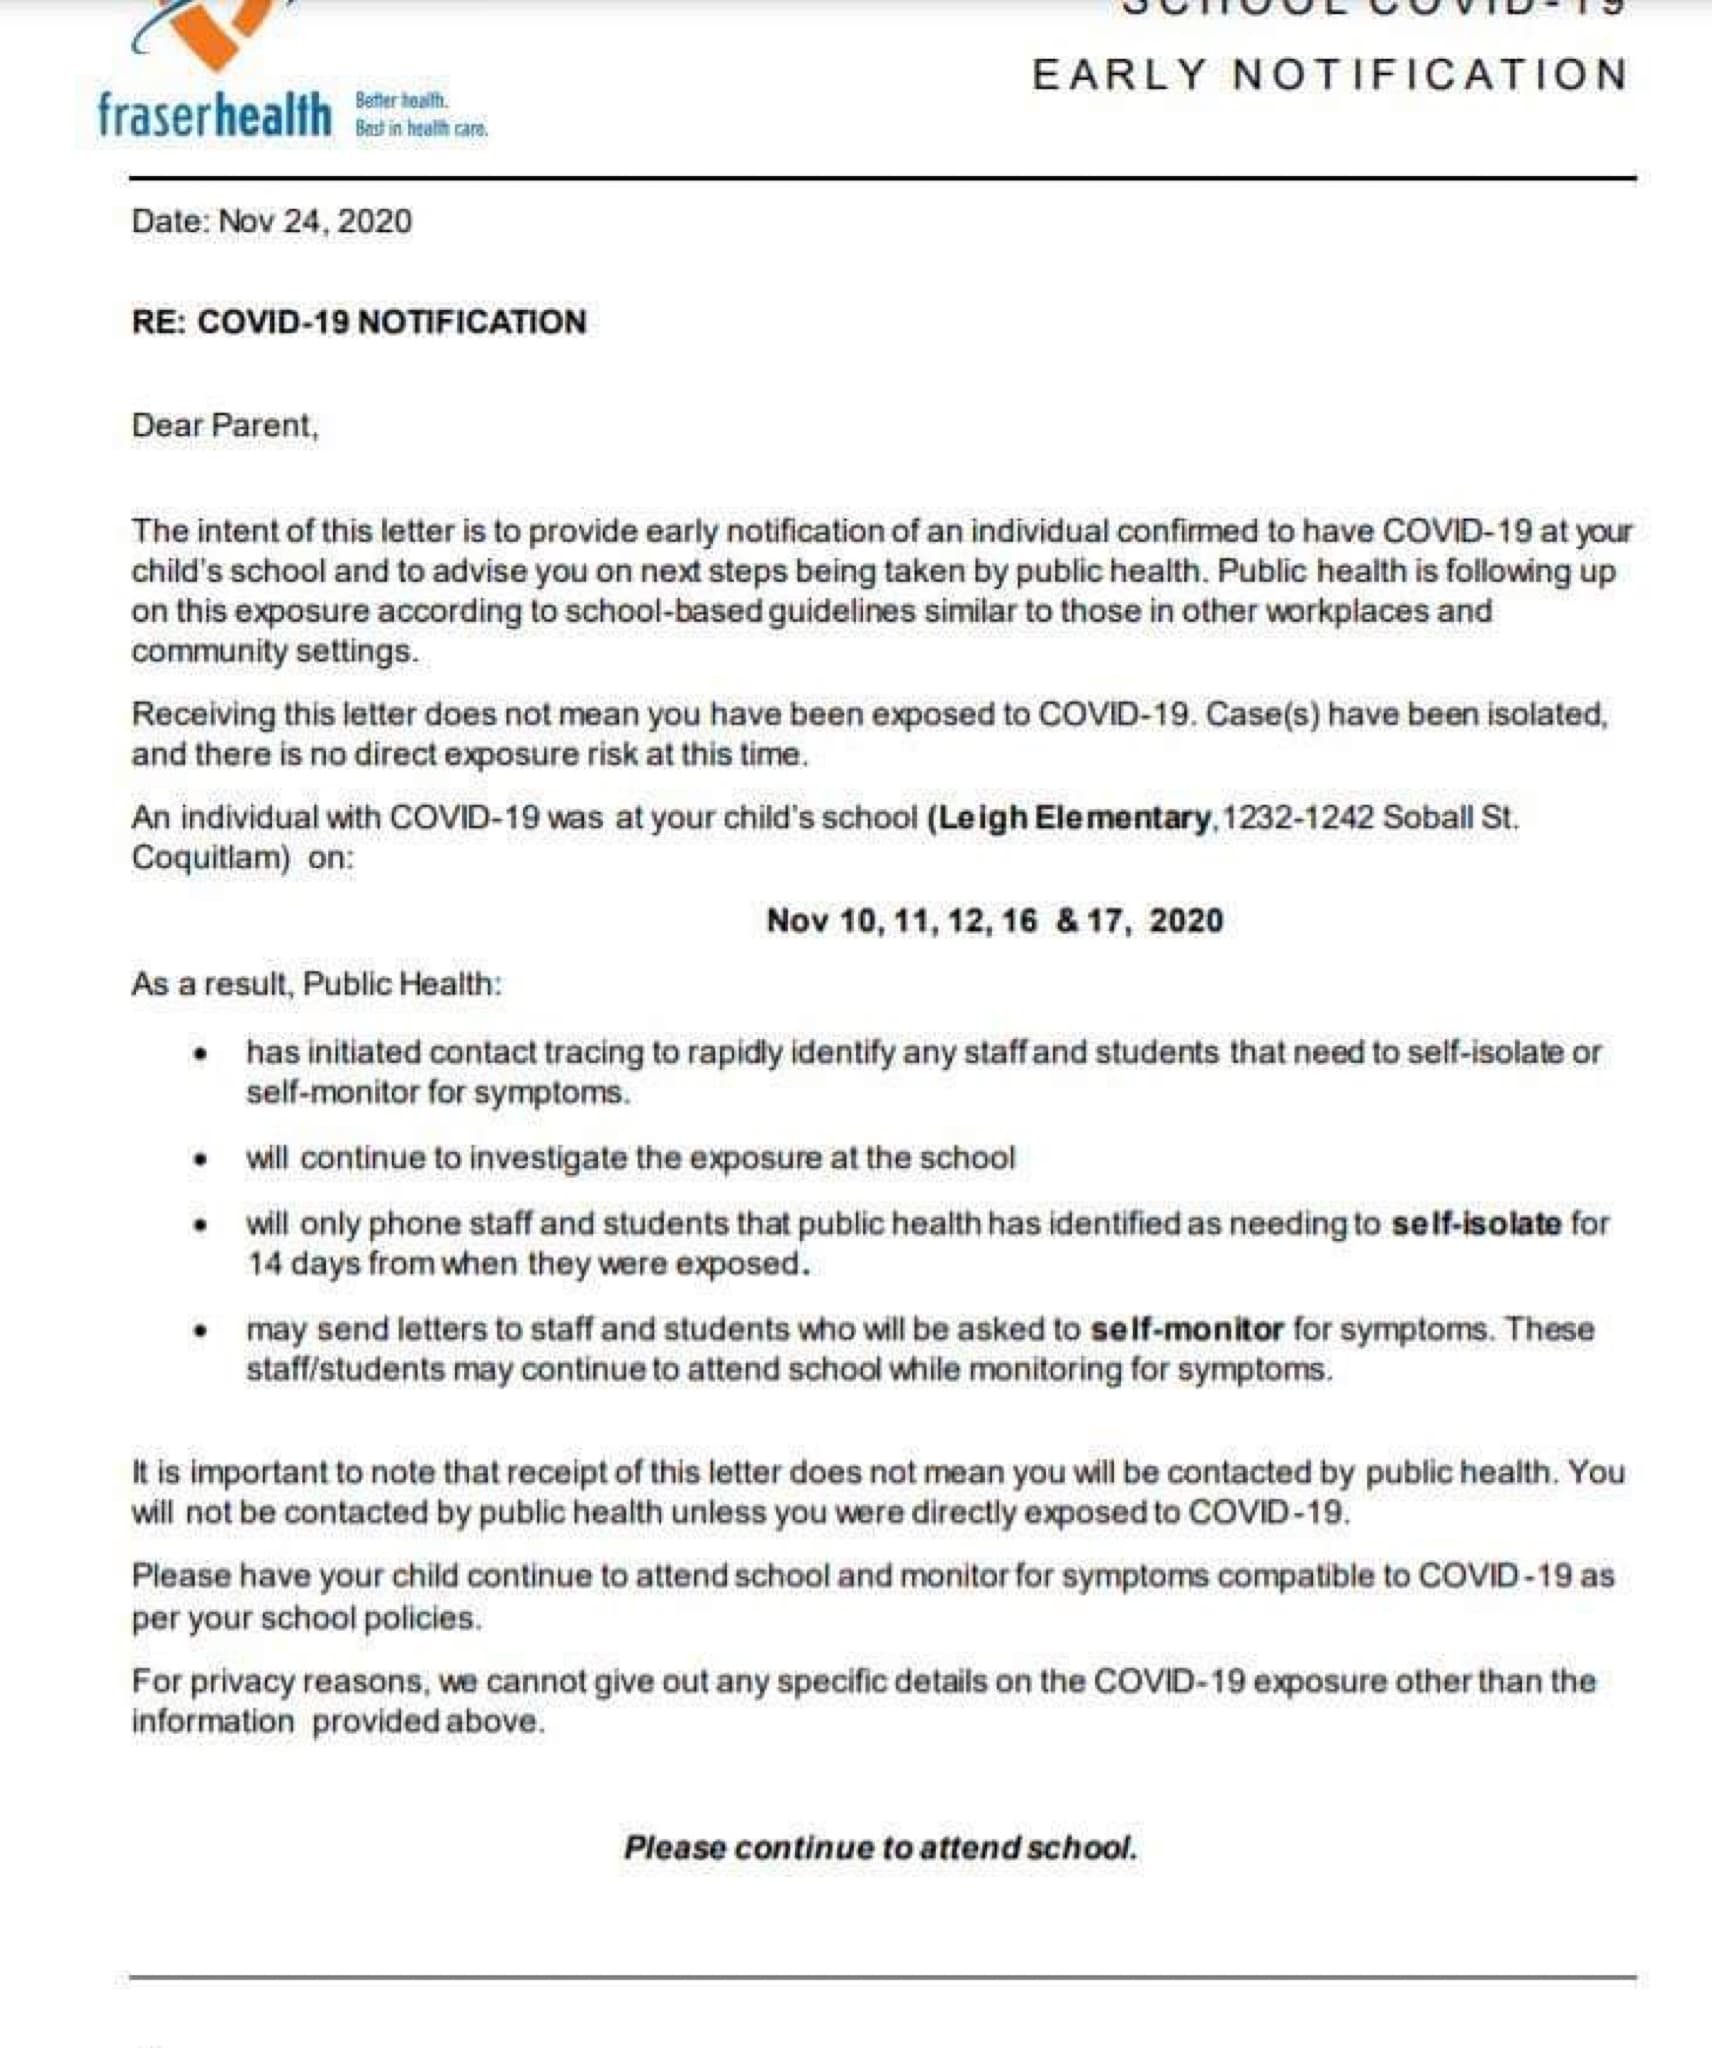 SCHOOL COVID-19
EARLY NOTIFICATION
fraserhealth
Better health.
Best in health care.
Date: Nov 24, 2020
RE: COVID-19 NOTIFICATION
Dear Parent,
The intent of this letter is to provide early notification of an individual confirmed to have COVID-19 at your
child's school and to advise you on next steps being taken by public health. Public health is following up
on this exposure according to school-based guidelines similar to those in other workplaces and
community settings.
Receiving this letter does not mean you have been exposed to COVID-19. Case(s) have been isolated,
and there is no direct exposure risk at this time.
An individual with COVID-19 was at your child's school (Leigh Elementary, 1232-1242 Soball St.
Coquitlam) on:
Nov 10, 11, 12, 16 & 17, 2020
As a result, Public Health:
• has initiated contact tracing to rapidly identify any staff and students that need to self-isolate or
self-monitor for symptoms.
• will continue to investigate the exposure at the school
• will only phone staff and students that public health has identified as needing to self-isolate for
14 days from when they were exposed.
• may send letters to staff and students who will be asked to self-monitor for symptoms. These
staff/students may continue to attend school while monitoring for symptoms.
It is important to note that receipt of this letter does not mean you will be contacted by public health. You
will not be contacted by public health unless you were directly exposed to COVID-19.
Please have your child continue to attend school and monitor for symptoms compatible to COVID-19 as
per your school policies.
For privacy reasons, we cannot give out any specific details on the COVID-19 exposure other than the
information provided above.
Please continue to attend school.